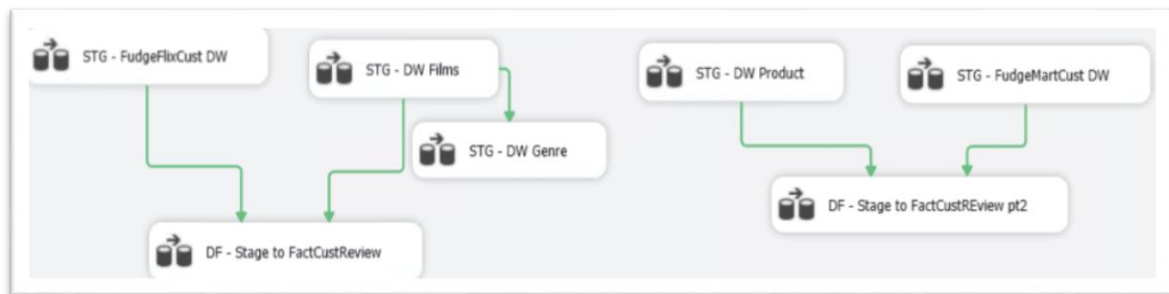 STG - FudgeFlixCust DW
STG - DW Films
STG - DW Product
STG - FudgeMartCust DW
STG - DW Genre
DF - Stage to FactCustREview pt2
DF - Stage to FactCustReview